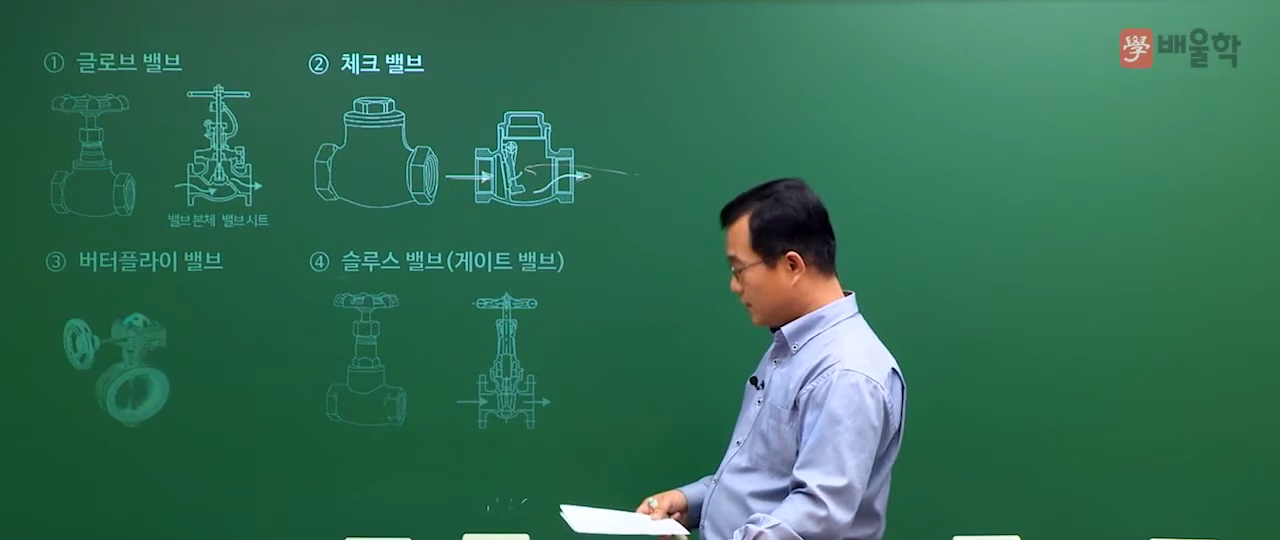 ① 글로브 밸브
② 체크 밸브
學 배울학
밸브 본체 밸브 시트
③ 버터플라이 밸브
④ 슬루스 밸브(게이트 밸브)